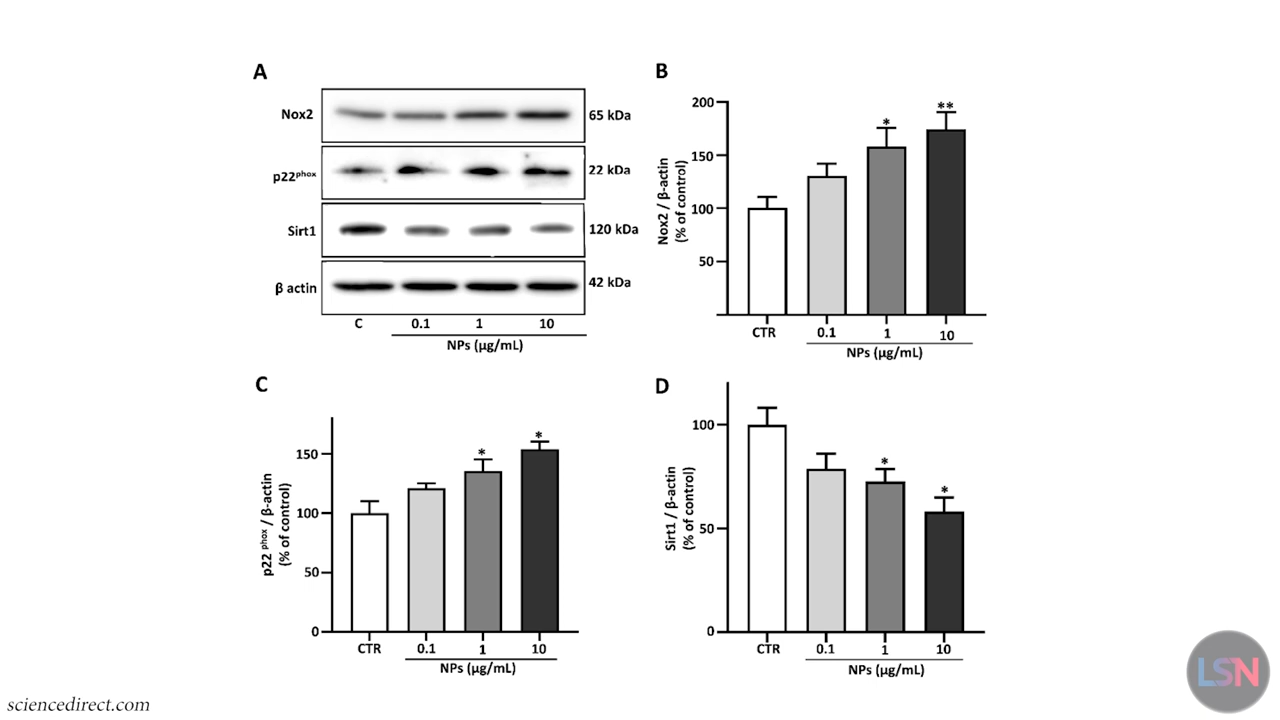 A
Nox2
65 kDa
p22phox
22 kDa
Sirt1
120 kDa
β actin
42 kDa
C 0.1 1 10
NPs (μg/mL)
B
Nox2 / β-actin
(% of control)
200
150
100
50
*
**
CTR 0.1 1 10
NPs (μg/mL)
C
p22 phox / β-actin
(% of control)
150
100
50
0
*
*
CTR 0.1 1 10
NPs (μg/mL)
D
Sirt1 / β-actin
(% of control)
100
50
0
*
*
CTR 0.1 1 10
NPs (μg/mL)
sciencedirect.com
LSN